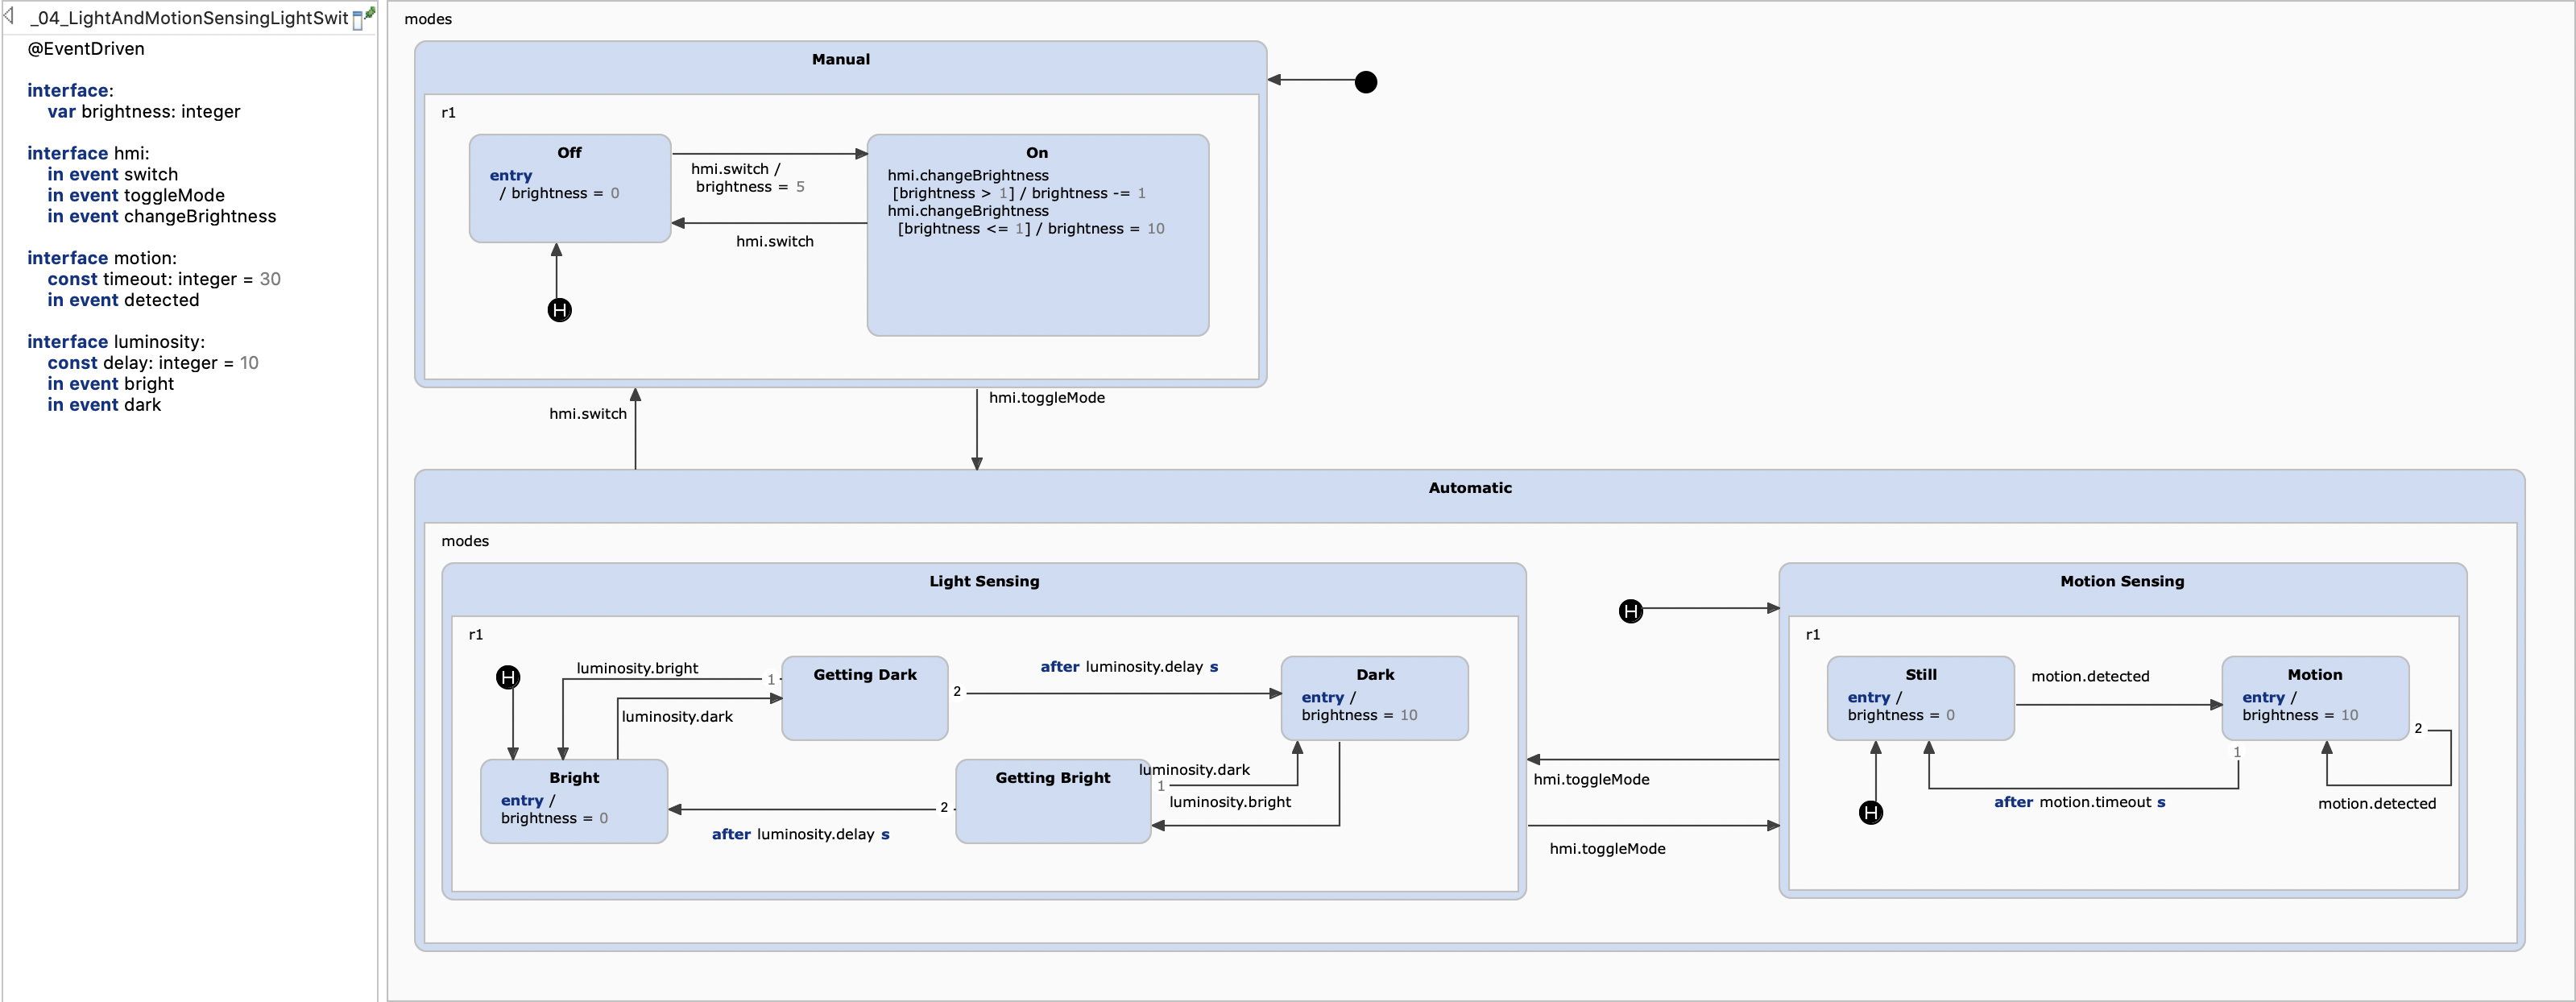 _04_LightAndMotionSensingLightSwit
@EventDriven
interface:
var brightness: integer
interface hmi:
in event switch
in event toggleMode
in event changeBrightness
interface motion:
const timeout: integer = 30
in event detected
interface luminosity:
const delay: integer = 10
in event bright
in event dark
modes
Manual
r1
Off
entry
/ brightness = 0
hmi.switch /
brightness = 5
hmi.switch
On
hmi.changeBrightness
[brightness > 1] / brightness -= 1
hmi.changeBrightness
[brightness <= 1] / brightness = 10
H
hmi.switch
hmi.toggleMode
Automatic
modes
Light Sensing
r1
H
luminosity.bright
1
luminosity.dark
Getting Dark
2
after luminosity.delay s
Dark
entry /
brightness = 10
Bright
entry /
brightness = 0
2
after luminosity.delay s
Getting Bright
luminosity.dark
1
luminosity.bright
H
hmi.toggleMode
hmi.toggleMode
Motion Sensing
r1
Still
entry /
brightness = 0
motion.detected
Motion
entry /
brightness = 10
2
1
H
after motion.timeout s
motion.detected